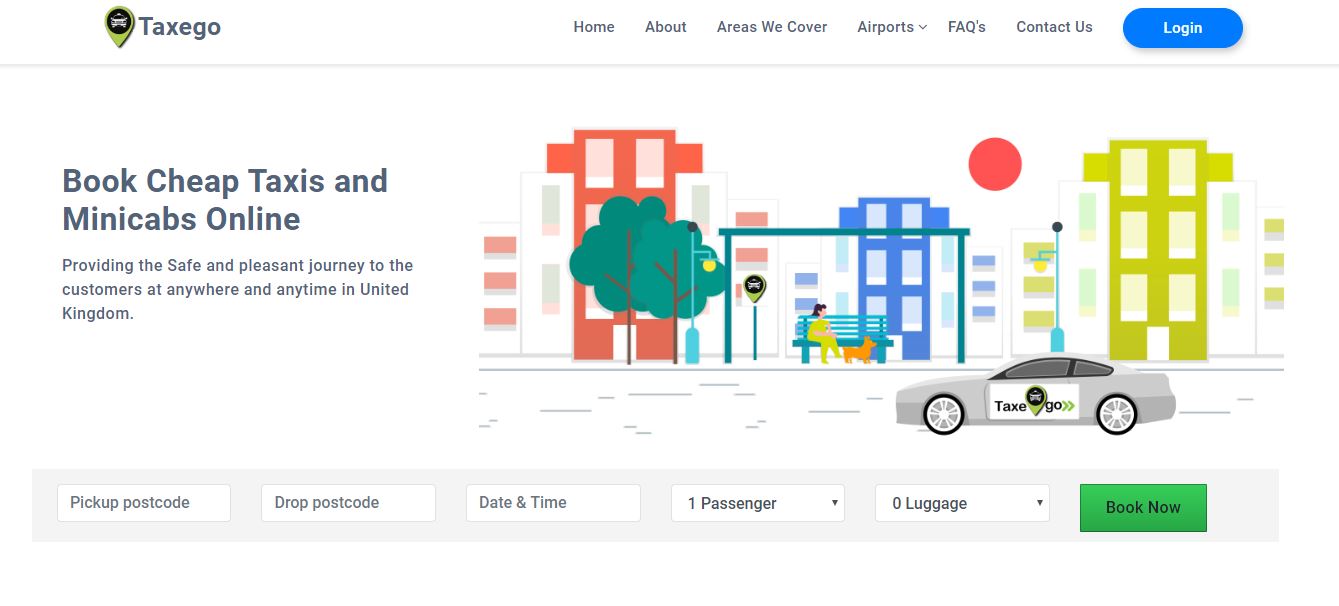 Taxego
Home About Areas We Cover Airports FAQ's Contact Us Login
Book Cheap Taxis and
Minicabs Online
Providing the Safe and pleasant journey to the
customers at anywhere and anytime in United
Kingdom.
Taxe go
Pickup postcode Drop postcode Date & Time 1 Passenger 0 Luggage Book Now